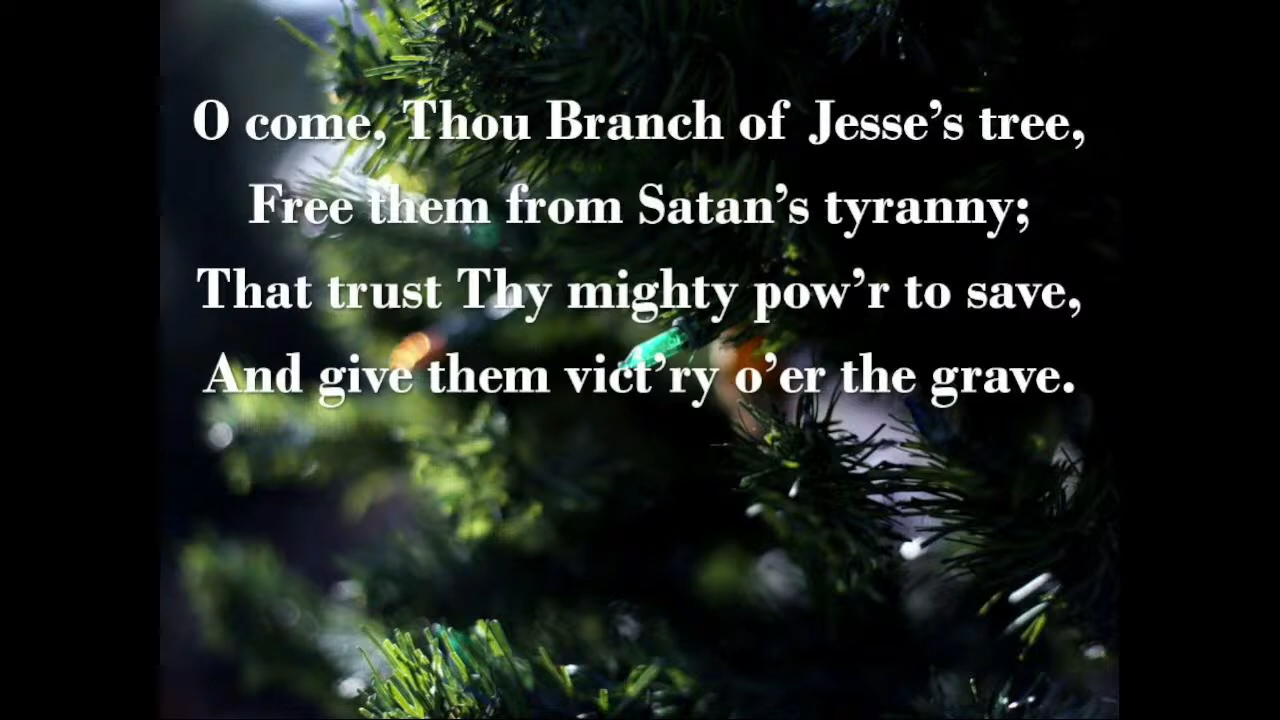 O come, Thou Branch of Jesse’s tree,
Free them from Satan’s tyranny;
That trust Thy mighty pow’r to save,
And give them vict’ry o’er the grave.